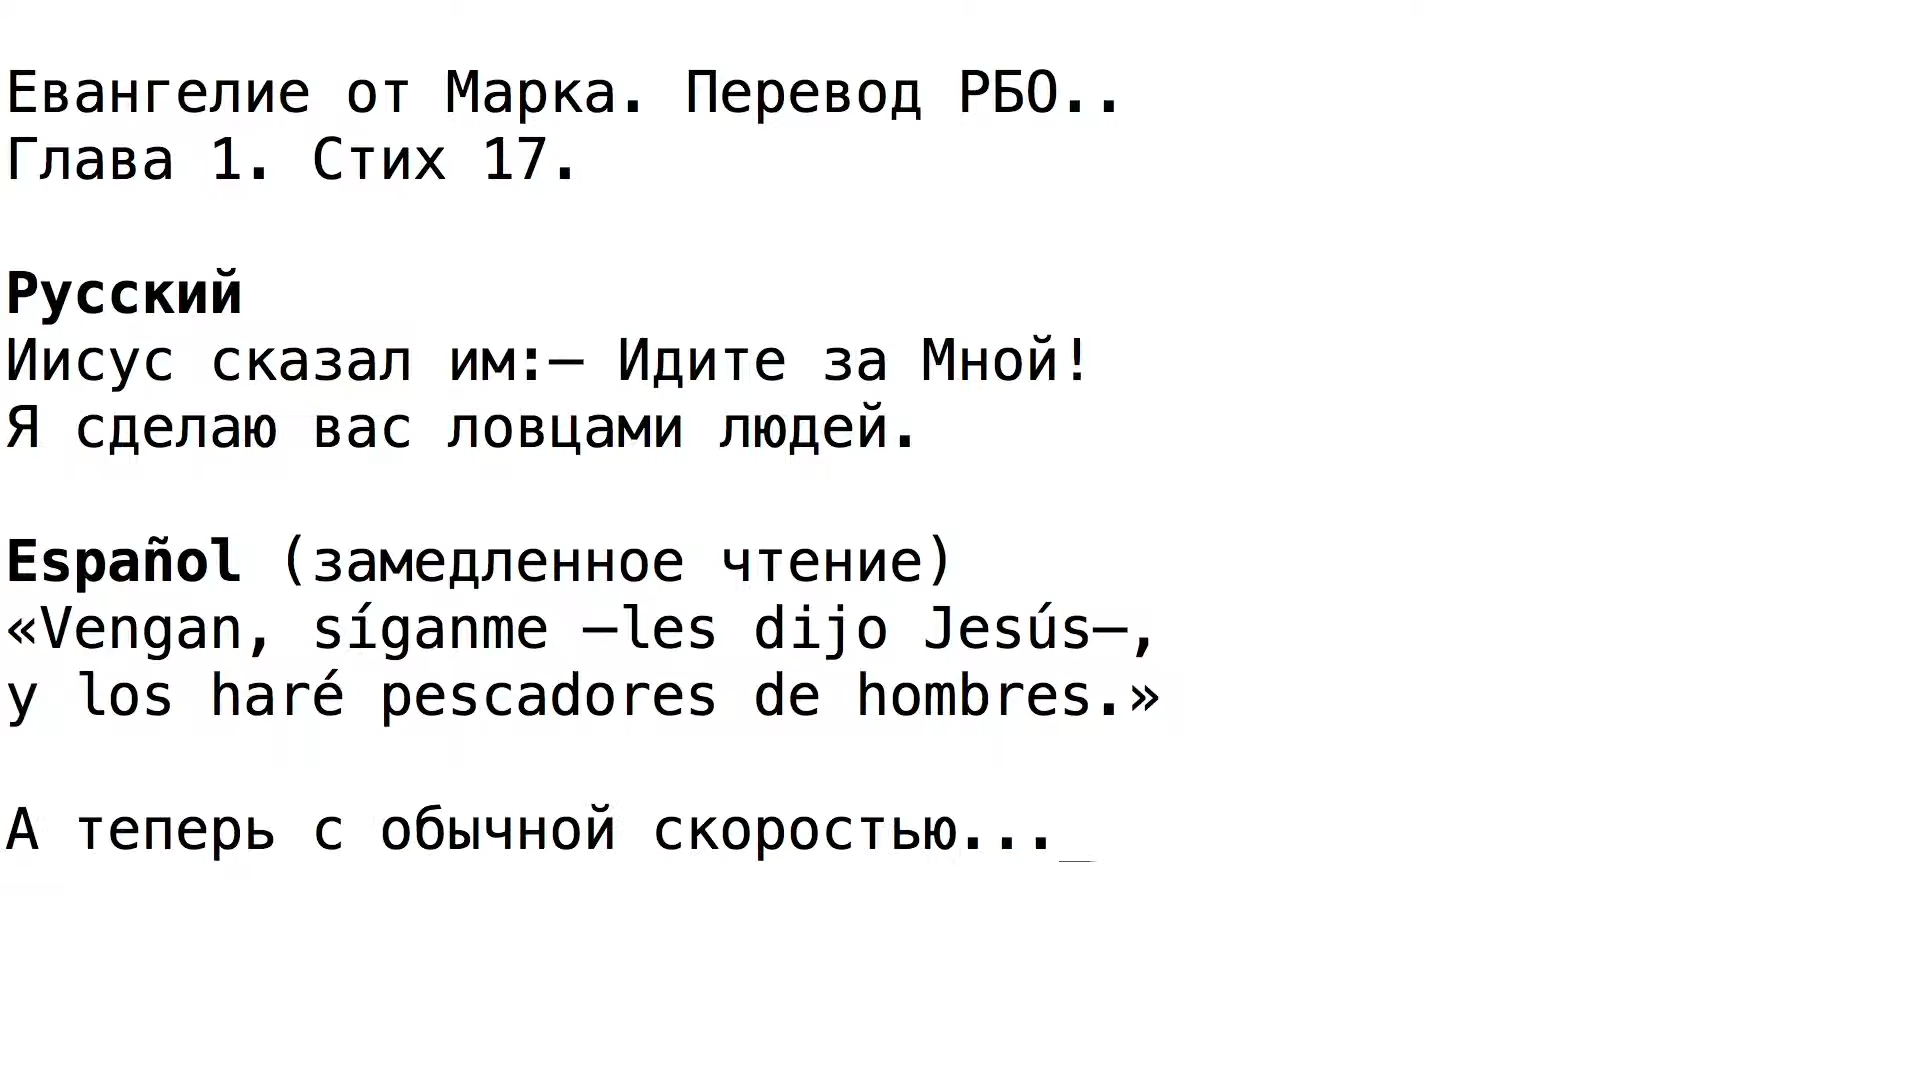 Евангелие от Марка. Перевод РБО..
Глава 1. Стих 17.
Русский
Иисус сказал им:— Идите за Мной!
Я сделаю вас ловцами людей.
Español (замедленное чтение)
«Vengan, síganme —les dijo Jesús—,
y los haré pescadores de hombres.»
А теперь с обычной скоростью..._